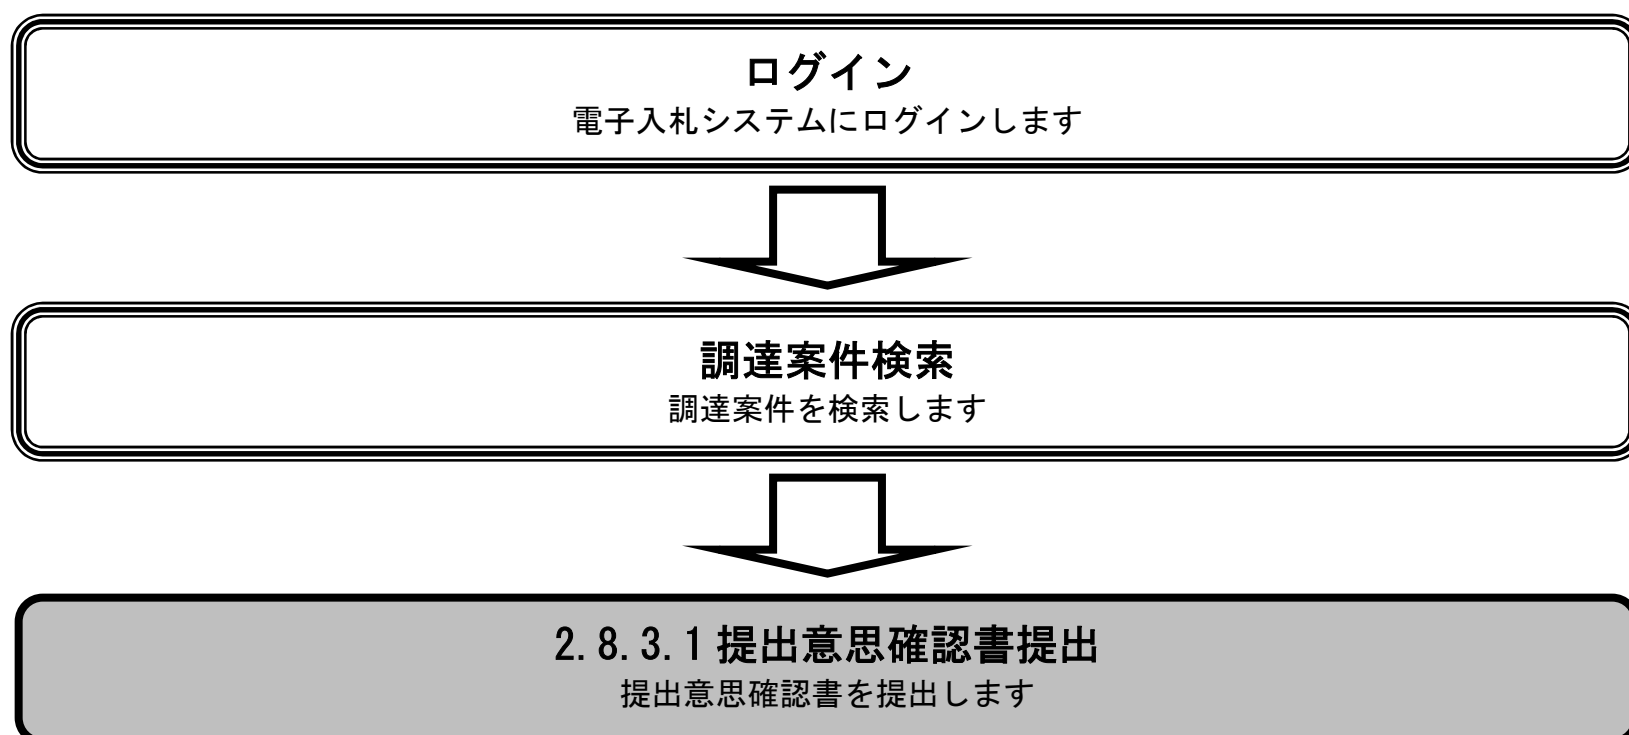 ログイン
電子入札システムにログインします
調達案件検索
調達案件を検索します
2.8.3.1 提出意思確認書提出
提出意思確認書を提出します